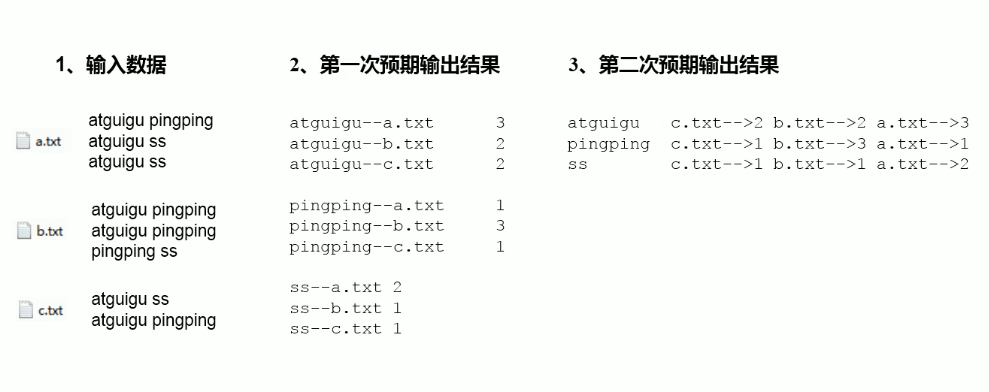 1、输入数据
2、第一次预期输出结果
3、第二次预期输出结果
a.txt
atguigu pingping
atguigu ss
atguigu ss
b.txt
atguigu pingping
atguigu pingping
pingping ss
c.txt
atguigu ss
atguigu pingping
atguigu--a.txt 3
atguigu--b.txt 2
atguigu--c.txt 2
pingping--a.txt 1
pingping--b.txt 3
pingping--c.txt 1
ss--a.txt 2
ss--b.txt 1
ss--c.txt 1
atguigu c.txt-->2 b.txt-->2 a.txt-->3
pingping c.txt-->1 b.txt-->3 a.txt-->1
ss c.txt-->1 b.txt-->1 a.txt-->2